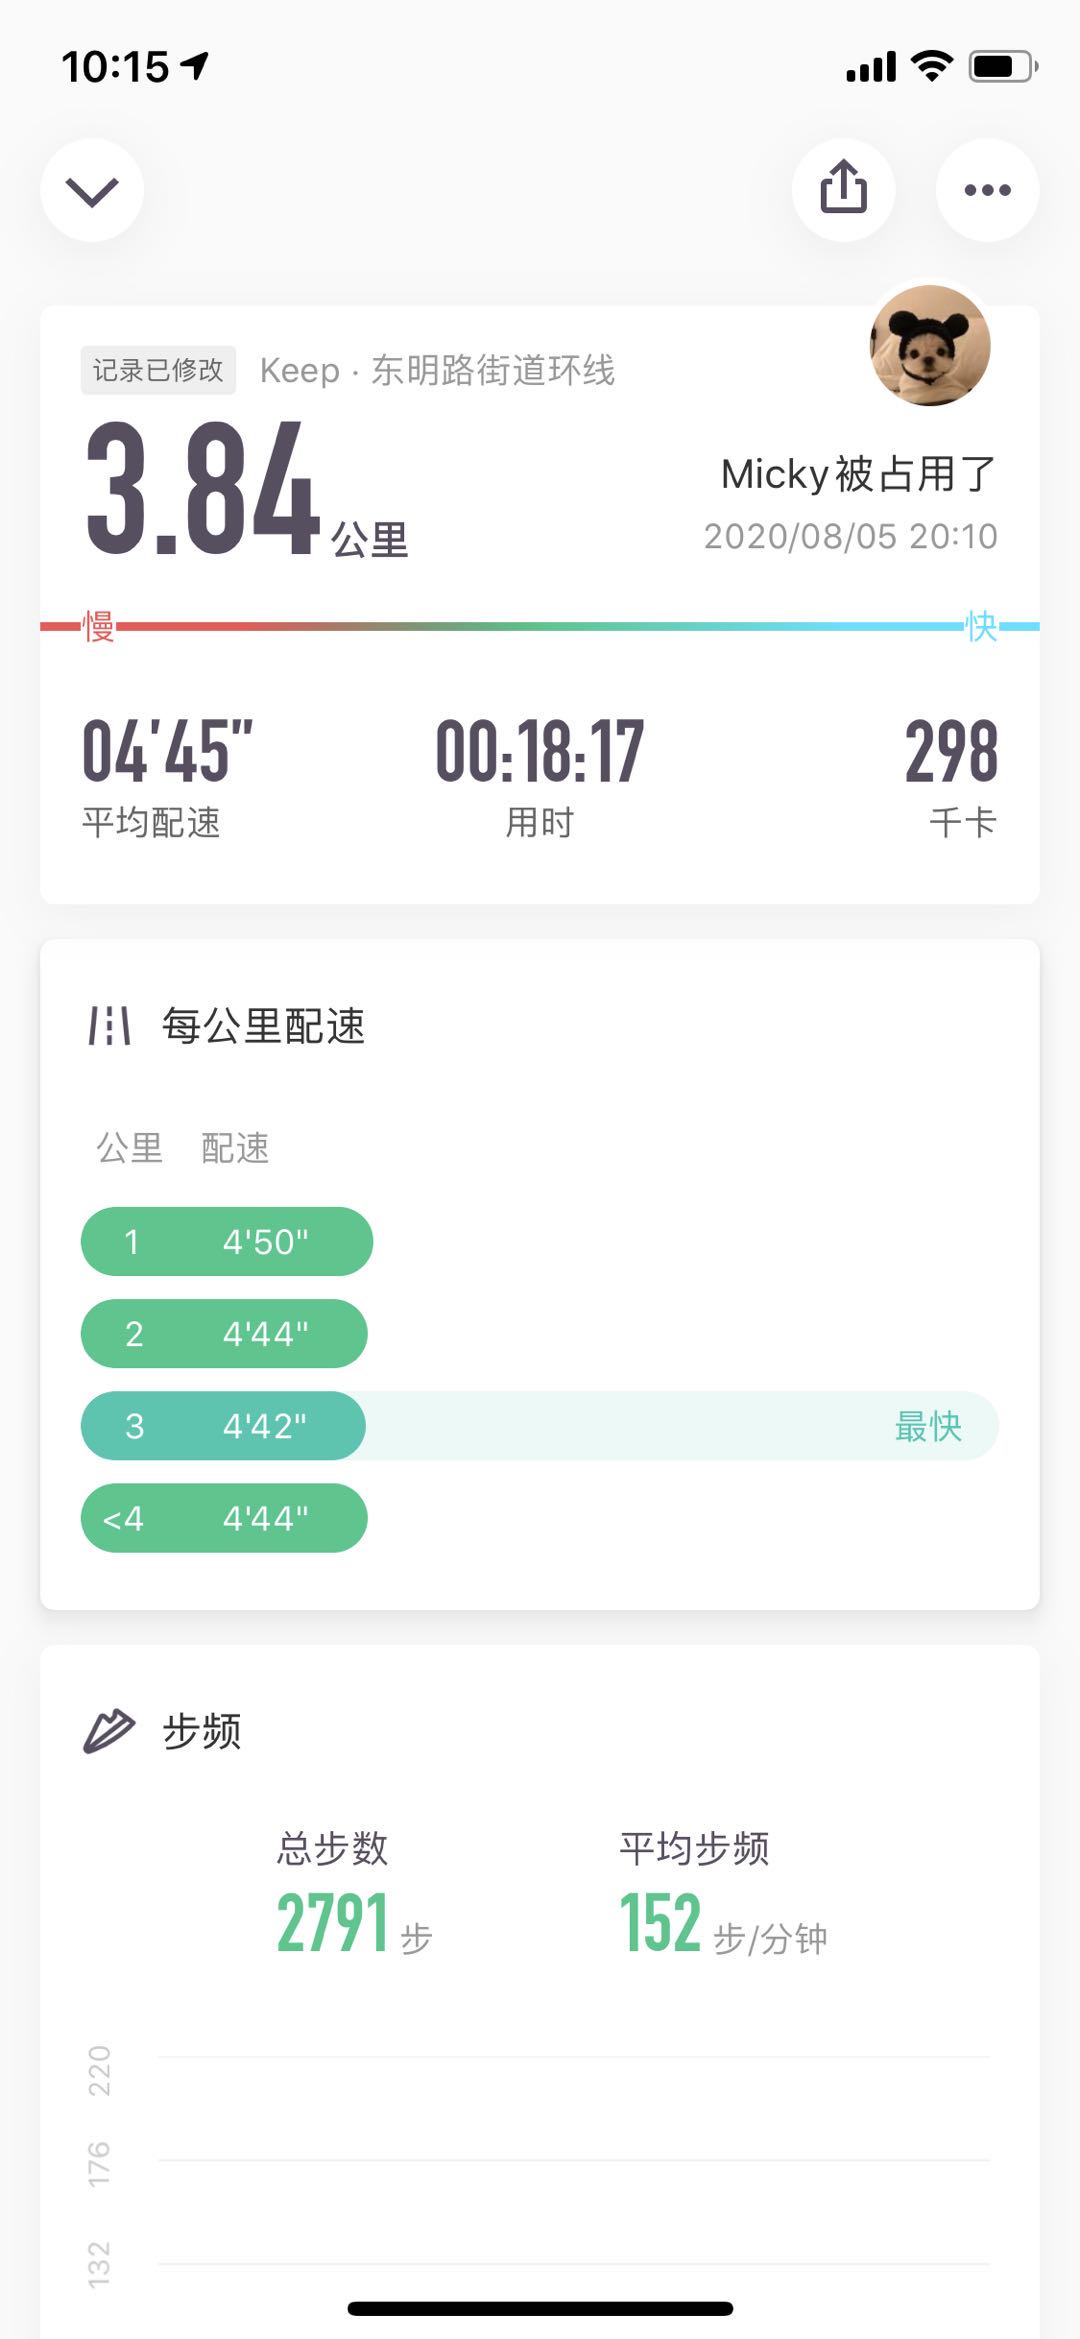 10:15
记录已修改 Keep · 东明路街道环线
3.84 公里
Micky被占用了
2020/08/05 20:10
慢 快
04'45" 00:18:17 298
平均配速 用时 千卡
每公里配速
公里 配速
1 4'50"
2 4'44"
3 4'42" 最快
<4 4'44"
步频
总步数 平均步频
2791 步 152 步/分钟
220
176
132